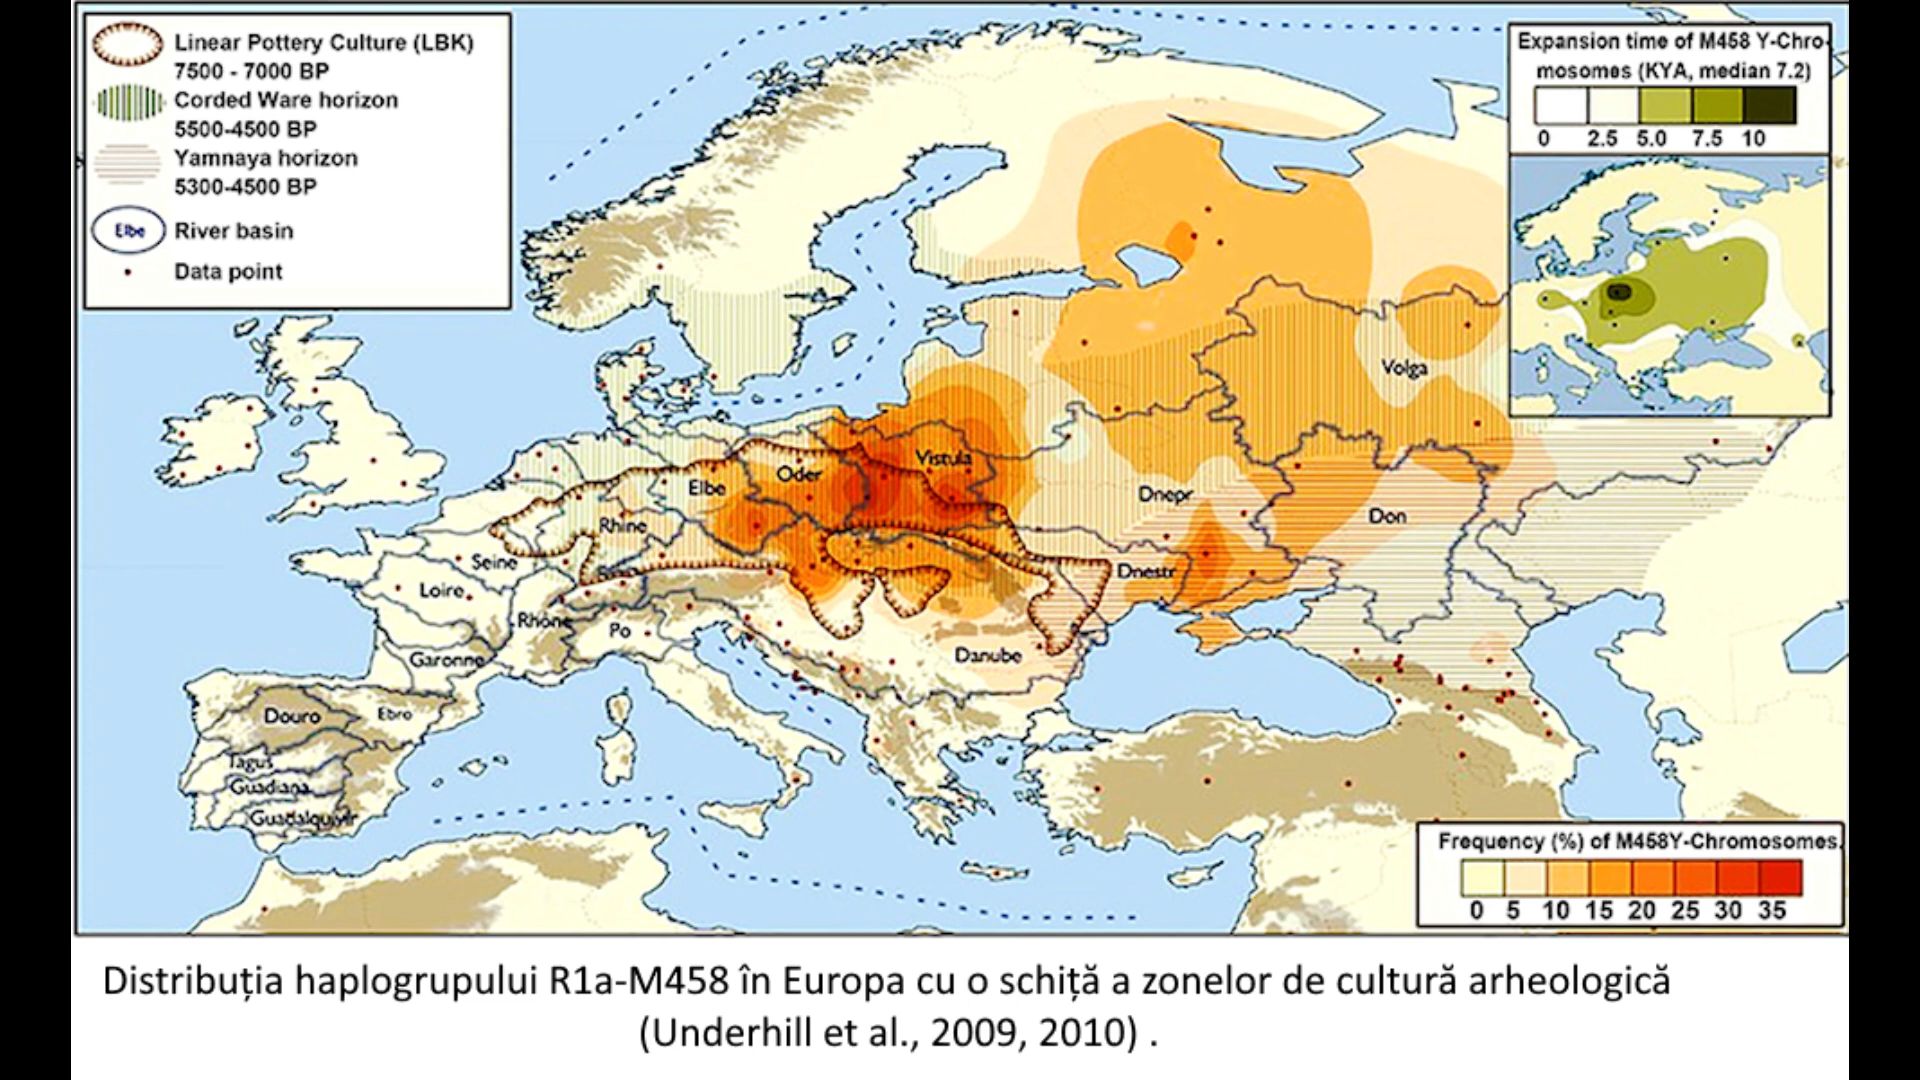 Linear Pottery Culture (LBK)
7500 - 7000 BP
Corded Ware horizon
5500-4500 BP
Yamnaya horizon
5300-4500 BP
Elbe
River basin
Data point
Expansion time of M458 Y-Chro-
mosomes (KYA, median 7.2)
0 2.5 5.0 7.5 10
Volga
Vistula
Oder
Elbe
Dnepr
Don
Rhine
Seine
Dnestr
Loire
Rhône
Po
Danube
Garonne
Douro
Ebro
Tagus
Guadiana
Guadalquivir
Frequency (%) of M458Y-Chromosomes.
0 5 10 15 20 25 30 35
Distribuția haplogrupului R1a-M458 în Europa cu o schiță a zonelor de cultură arheologică
(Underhill et al., 2009, 2010) .